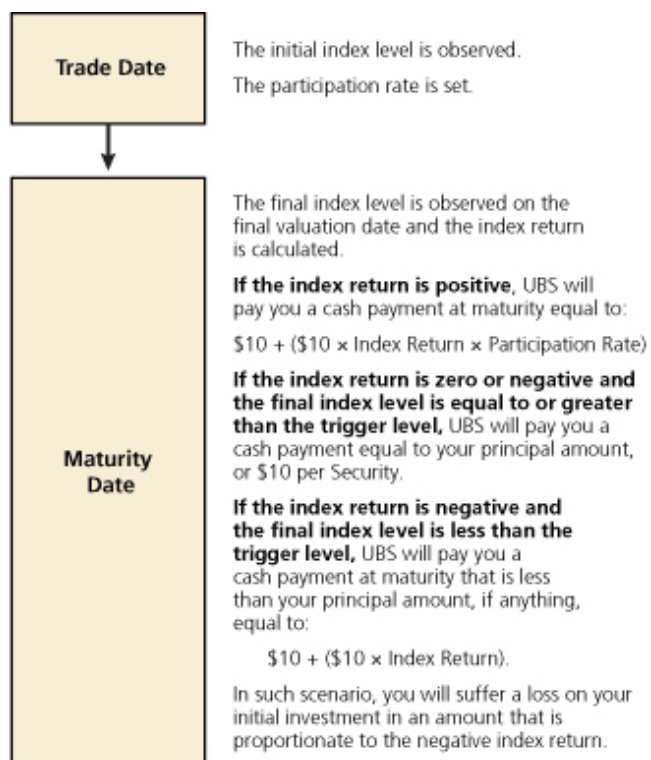 Trade Date
The initial index level is observed.
The participation rate is set.
Maturity
Date
The final index level is observed on the
final valuation date and the index return
is calculated.
If the index return is positive, UBS will
pay you a cash payment at maturity equal to:
$10 + ($10 × Index Return × Participation Rate)
If the index return is zero or negative and
the final index level is equal to or greater
than the trigger level, UBS will pay you a
cash payment equal to your principal amount,
or $10 per Security.
If the index return is negative and
the final index level is less than the
trigger level, UBS will pay you a
cash payment at maturity that is less
than your principal amount, if anything,
equal to:
$10 + ($10 × Index Return).
In such scenario, you will suffer a loss on your
initial investment in an amount that is
proportionate to the negative index return.